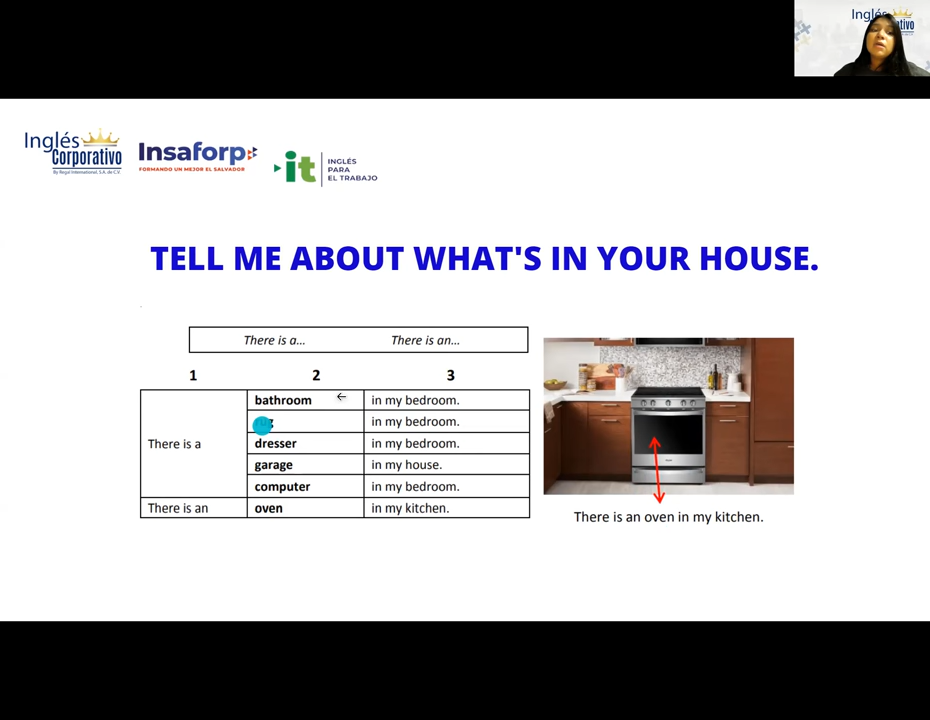 Inglés
Inglés
Corporativo
By Regal International, S.A. de C.V.
Insaforp
FORMANDO UN MEJOR EL SALVADOR
it
INGLÉS
PARA
EL TRABAJO
TELL ME ABOUT WHAT'S IN YOUR HOUSE.
There is a... There is an...
1 2 3
bathroom in my bedroom.
in my bedroom.
There is a dresser in my bedroom.
garage in my house.
computer in my bedroom.
There is an oven in my kitchen.
There is an oven in my kitchen.